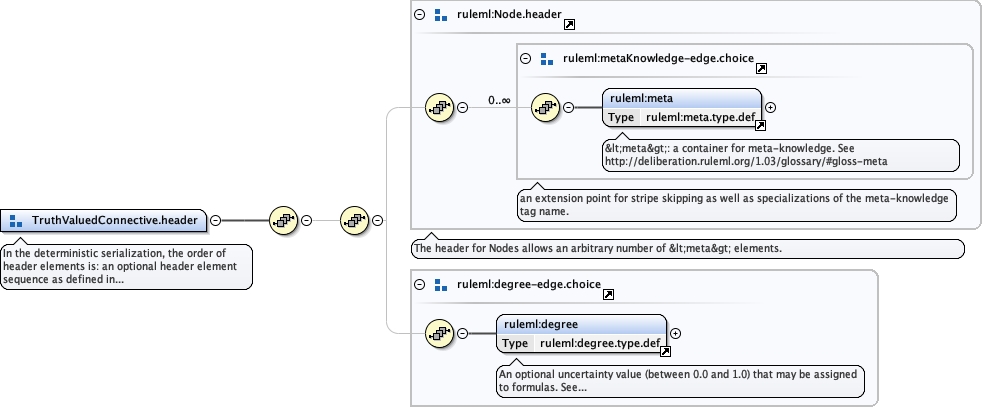 ruleml:Node.header
ruleml:metaKnowledge-edge.choice
0..∞
ruleml:meta
Type ruleml:meta.type.def
&lt;meta&gt;: a container for meta-knowledge. See
http://deliberation.ruleml.org/1.03/glossary/#gloss-meta
an extension point for stripe skipping as well as specializations of the meta-knowledge
tag name.
The header for Nodes allows an arbitrary number of &lt;meta&gt; elements.
TruthValuedConnective.header
In the deterministic serialization, the order of
header elements is: an optional header element
sequence as defined in...
ruleml:degree-edge.choice
ruleml:degree
Type ruleml:degree.type.def
An optional uncertainty value (between 0.0 and 1.0) that may be assigned
to formulas. See...